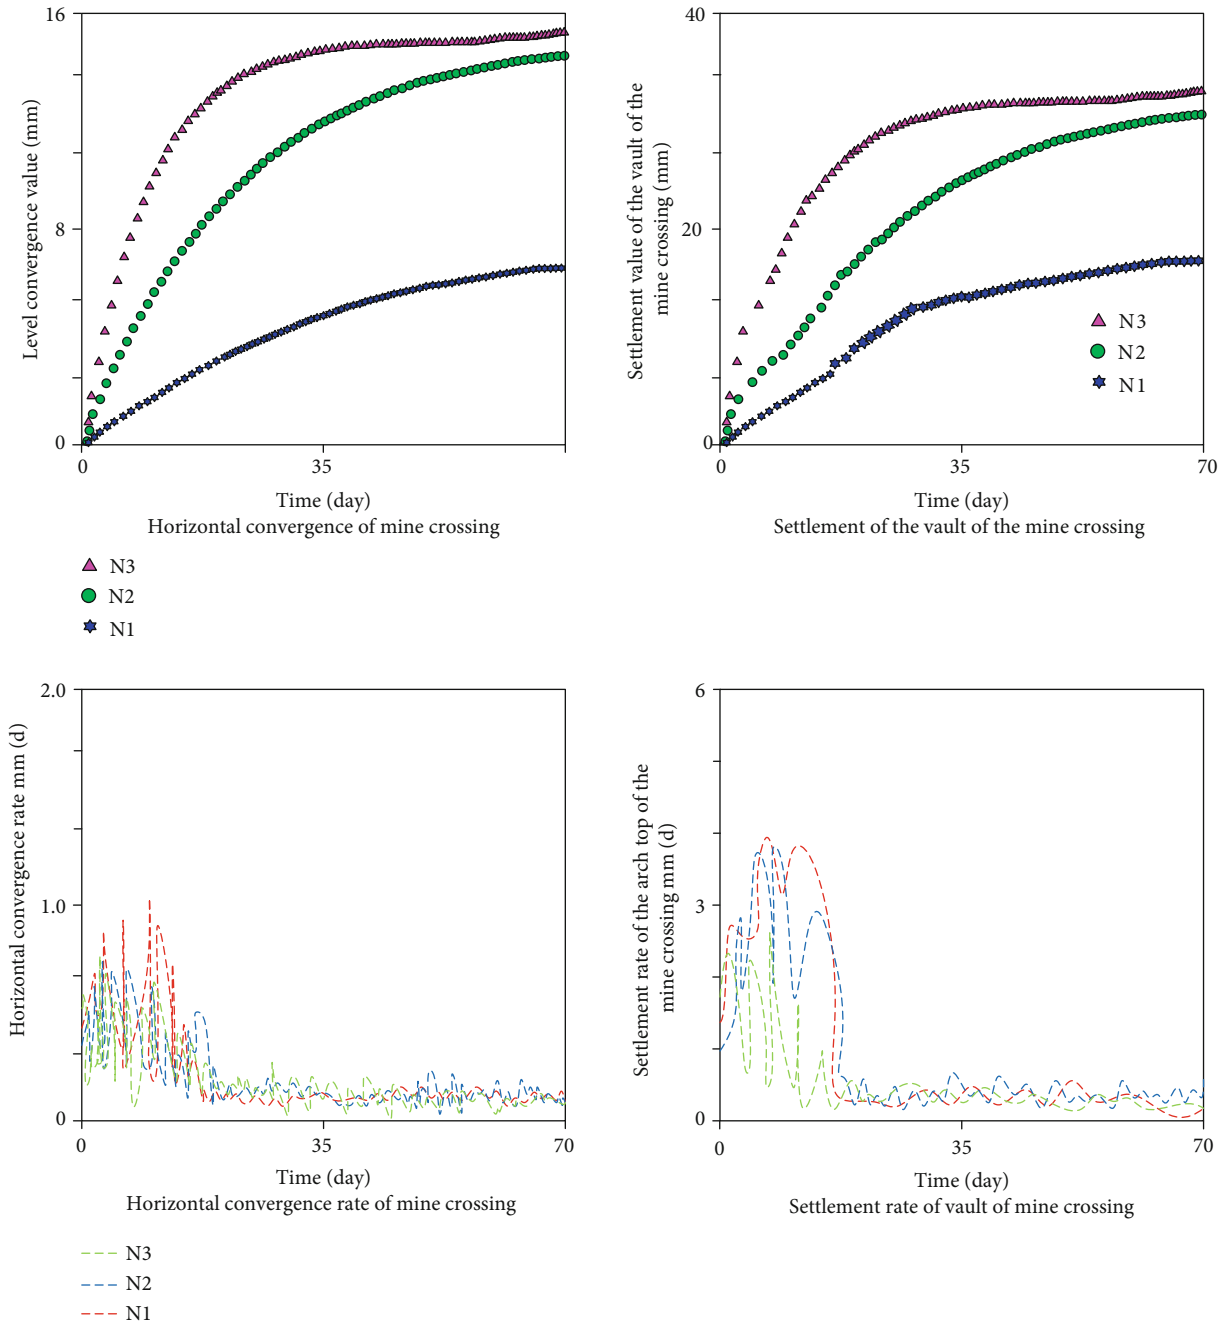 16
8
0
Level convergence value (mm)
0
35
Time (day)
Horizontal convergence of mine crossing
N3
N2
N1
40
20
0
Settlement value of the vault of the
mine crossing (mm)
N3
N2
N1
0
35
70
Time (day)
Settlement of the vault of the mine crossing
2.0
1.0
0
Horizontal convergence rate mm (d)
0
35
70
Time (day)
Horizontal convergence rate of mine crossing
N3
N2
N1
6
3
0
Settlement rate of the arch top of the
mine crossing mm (d)
0
35
70
Time (day)
Settlement rate of vault of mine crossing